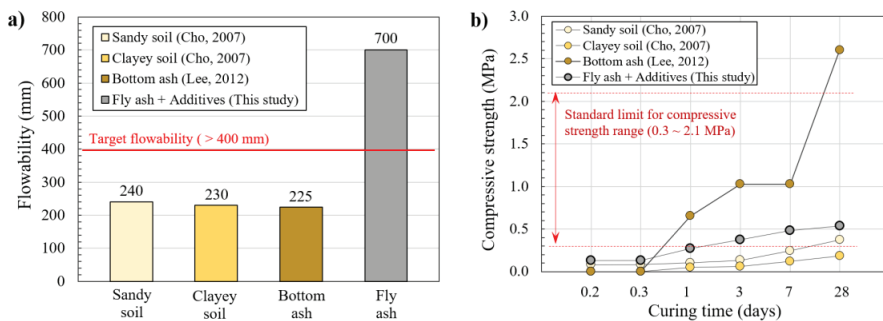 a)
Flowability (mm)
800
700
600
500
400
300
200
100
0
Sandy soil (Cho, 2007)
Clayey soil (Cho, 2007)
Bottom ash (Lee, 2012)
Fly ash + Additives (This study)
Target flowability ( > 400 mm)
240
230
225
700
Sandy
soil
Clayey
soil
Bottom
ash
Fly
ash
b)
Compressive strength (MPa)
3.0
2.5
2.0
1.5
1.0
0.5
0.0
Sandy soil (Cho, 2007)
Clayey soil (Cho, 2007)
Bottom ash (Lee, 2012)
Fly ash + Additives (This study)
Standard limit for compressive
strength range (0.3 ~ 2.1 MPa)
0.2
0.3
1
3
7
28
Curing time (days)